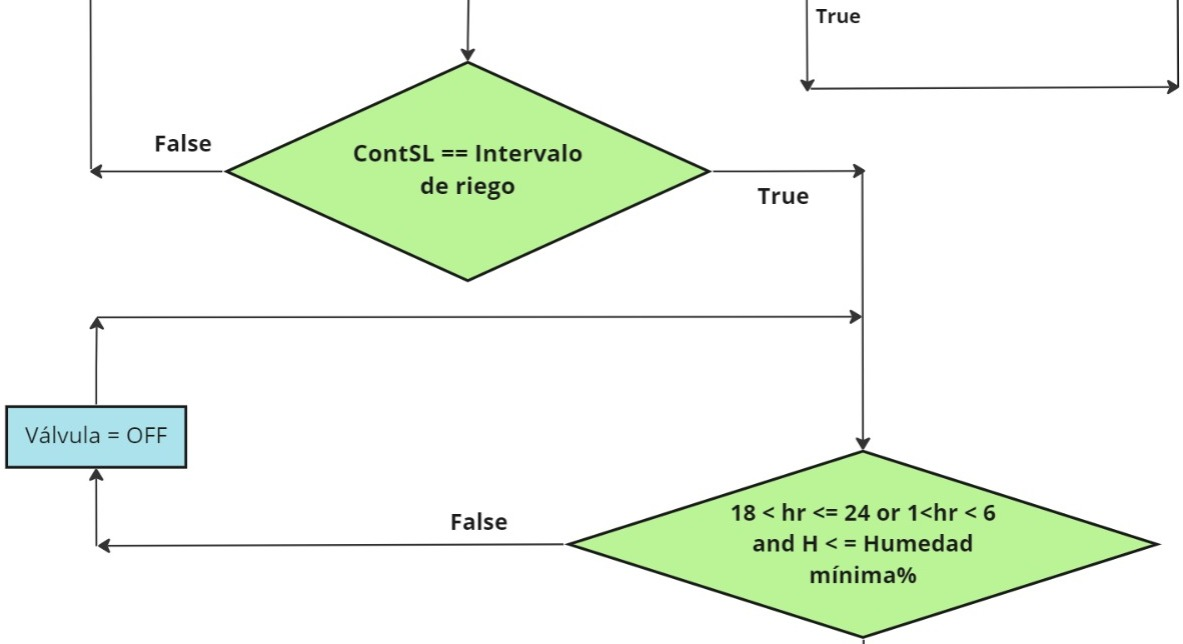 True
False
ContSL == Intervalo
de riego
True
Válvula = OFF
False
18 < hr <= 24 or 1<hr < 6
and H < = Humedad
mínima%